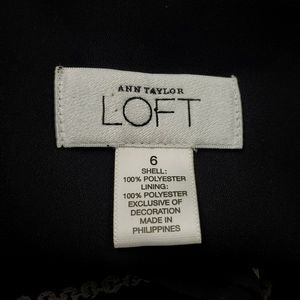 ANN TAYLOR
LOFT
6
SHELL:
100% POLYESTER
LINING:
100% POLYESTER
EXCLUSIVE OF
DECORATION
MADE IN
PHILIPPINES